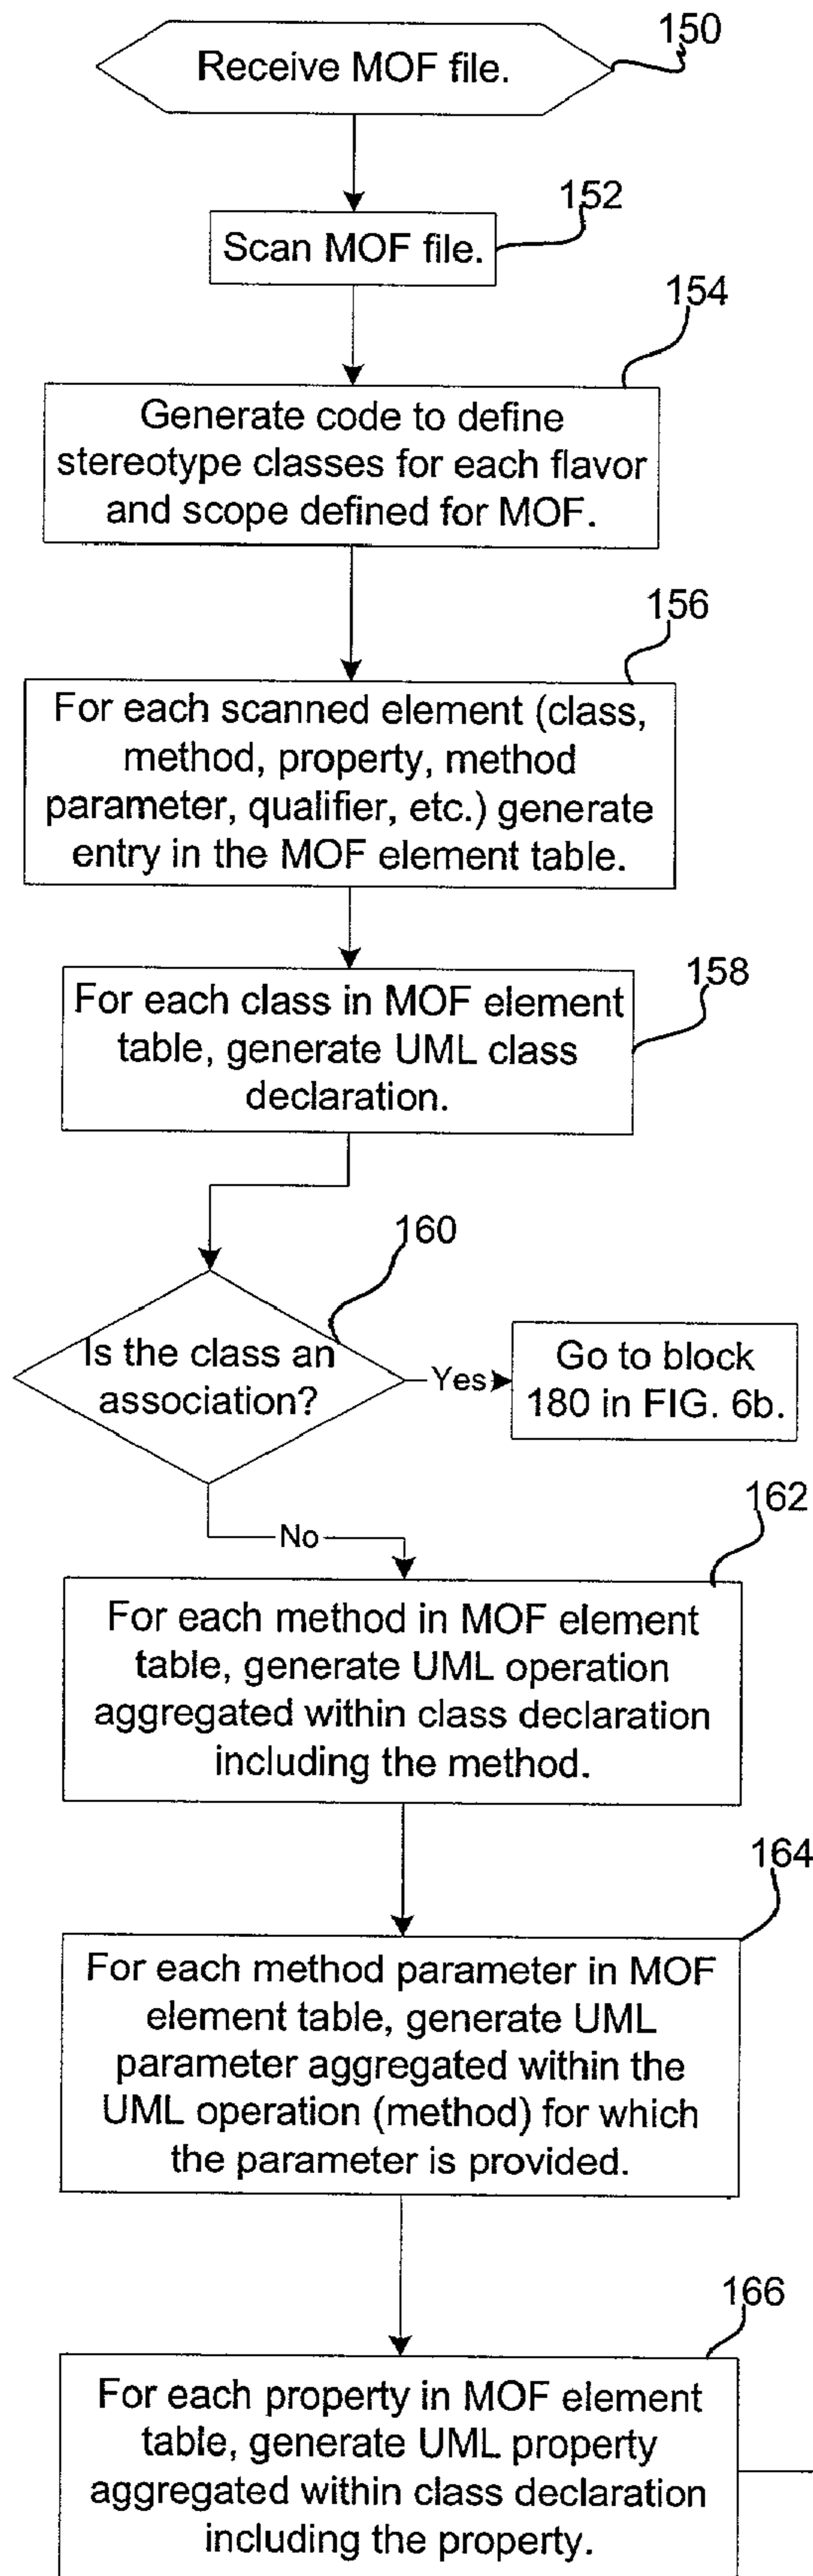 150
Receive MOF file.
152
Scan MOF file.
154
Generate code to define
stereotype classes for each flavor
and scope defined for MOF.
156
For each scanned element (class,
method, property, method
parameter, qualifier, etc.) generate
entry in the MOF element table.
158
For each class in MOF element
table, generate UML class
declaration.
160
Is the class an
association?
Yes
Go to block
180 in FIG. 6b.
No
162
For each method in MOF element
table, generate UML operation
aggregated within class declaration
including the method.
164
For each method parameter in MOF
element table, generate UML
parameter aggregated within the
UML operation (method) for which
the parameter is provided.
166
For each property in MOF element
table, generate UML property
aggregated within class declaration
including the property.